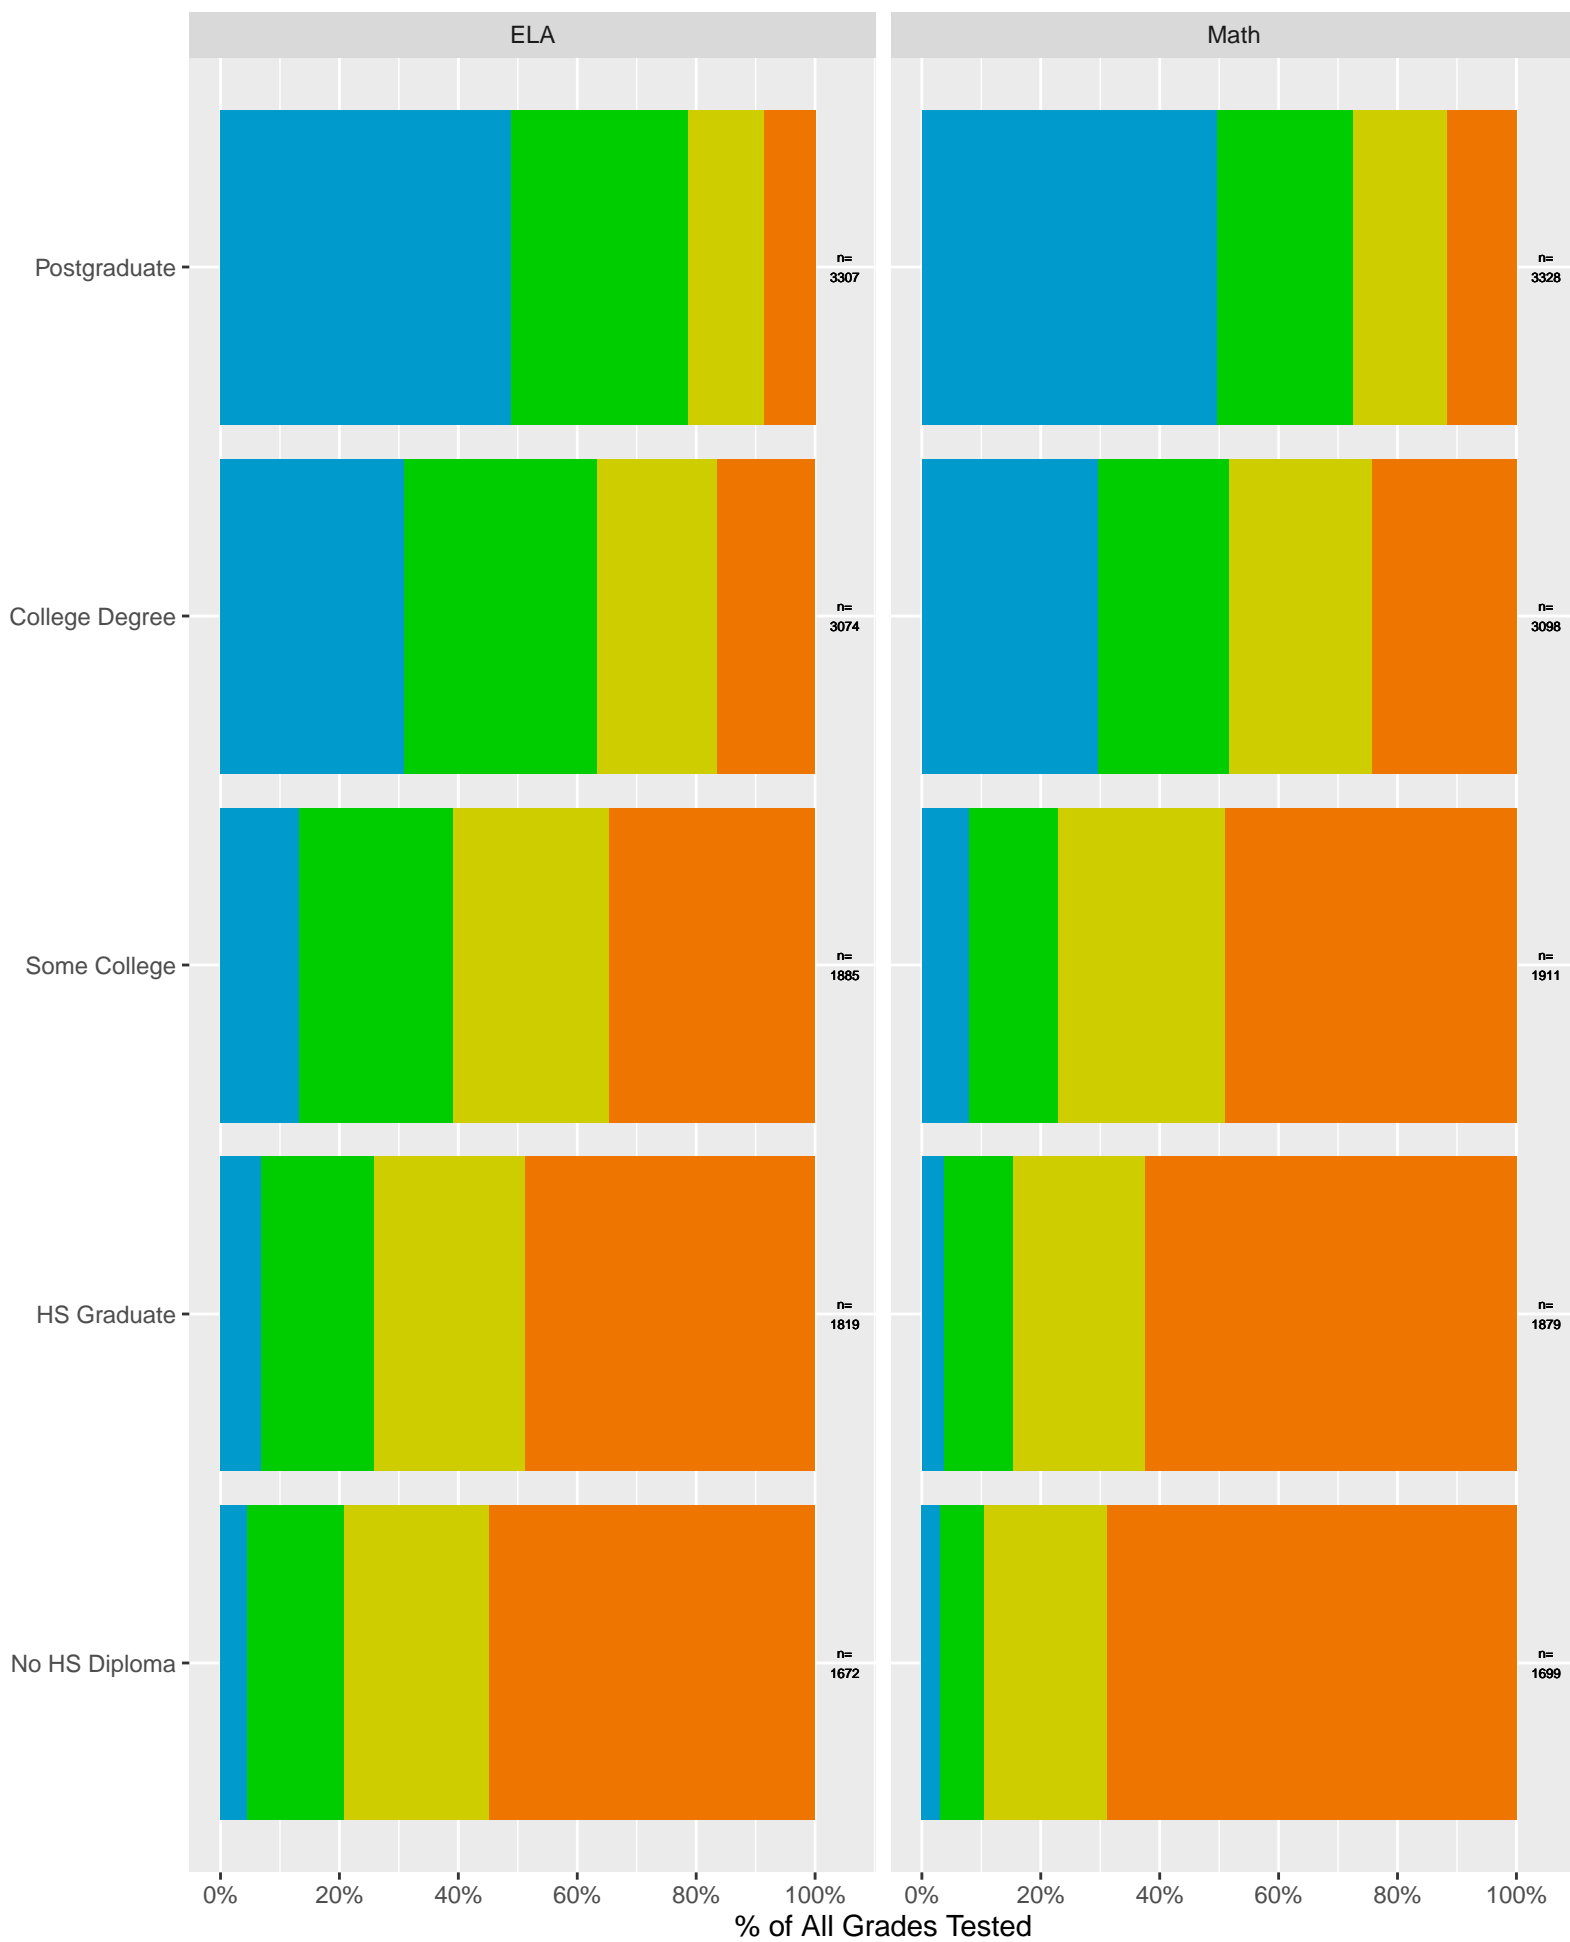 ELA
Math
Postgraduate
n=
3307
n=
3328
College Degree
n=
3074
n=
3098
Some College
n=
1885
n=
1911
HS Graduate
n=
1819
n=
1879
No HS Diploma
n=
1672
n=
1699
0% 20% 40% 60% 80% 100%
0% 20% 40% 60% 80% 100%
% of All Grades Tested